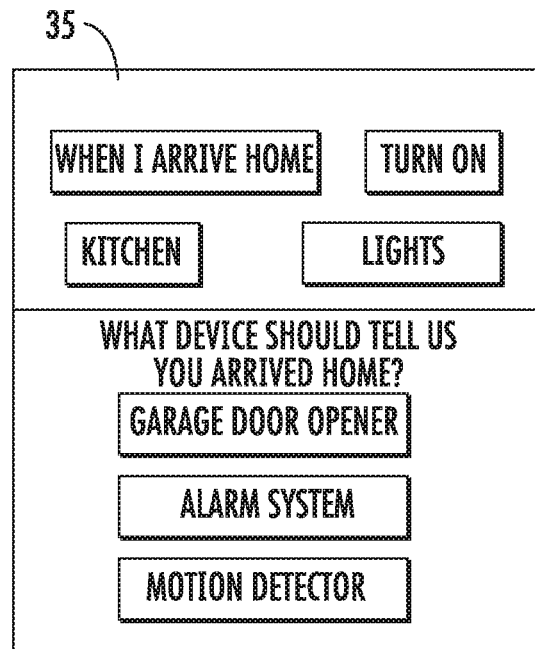 35
WHEN I ARRIVE HOME TURN ON
KITCHEN LIGHTS
WHAT DEVICE SHOULD TELL US
YOU ARRIVED HOME?
GARAGE DOOR OPENER
ALARM SYSTEM
MOTION DETECTOR